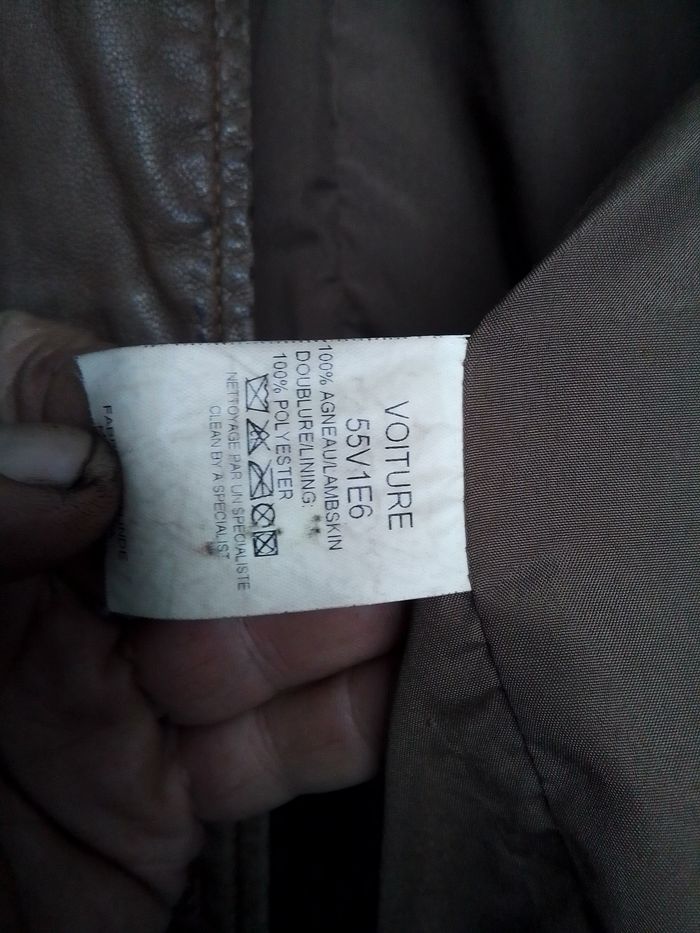 VOITURE
55V1E6
100% AGNEAU/LAMBSKIN
DOUBLURE/LINING:
100% POLYESTER
NETTOYAGE PAR UN SPECIALISTE
CLEAN BY A SPECIALIST